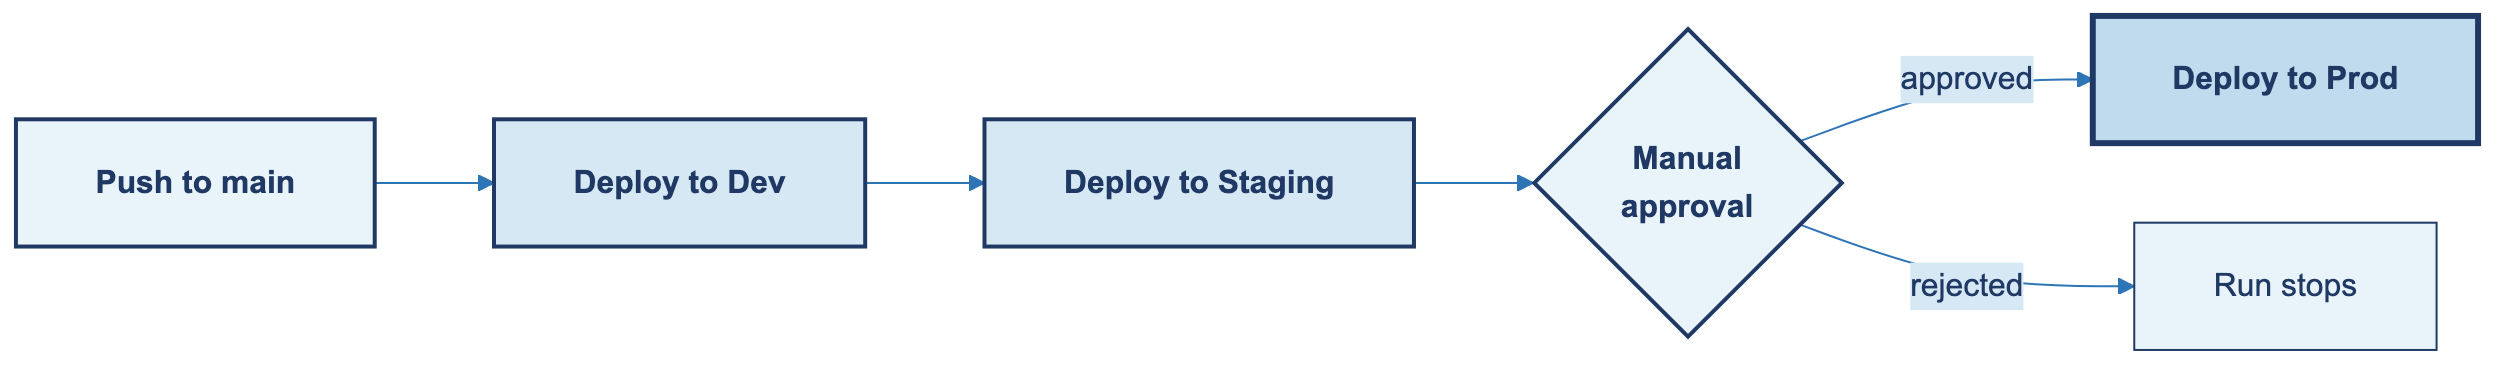 Push to main
Deploy to Dev
Deploy to Staging
Manual
approval
approved
Deploy to Prod
rejected
Run stops